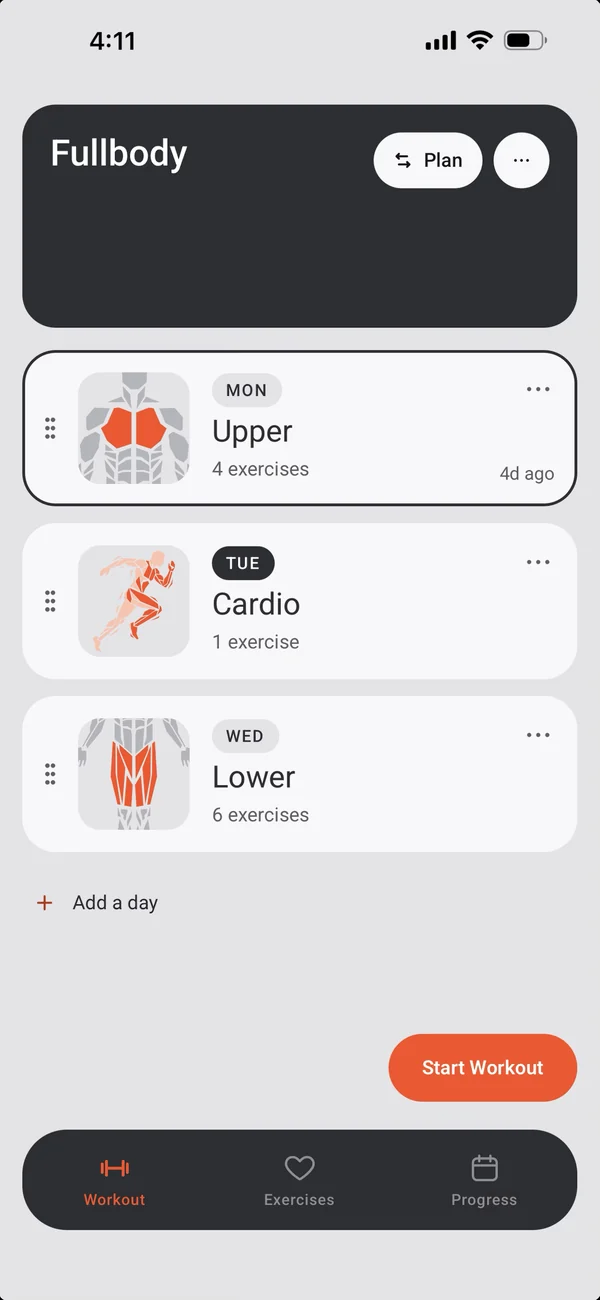 4:11
Fullbody
Plan
MON
Upper
4 exercises
4d ago
TUE
Cardio
1 exercise
WED
Lower
6 exercises
+ Add a day
Start Workout
Workout
Exercises
Progress